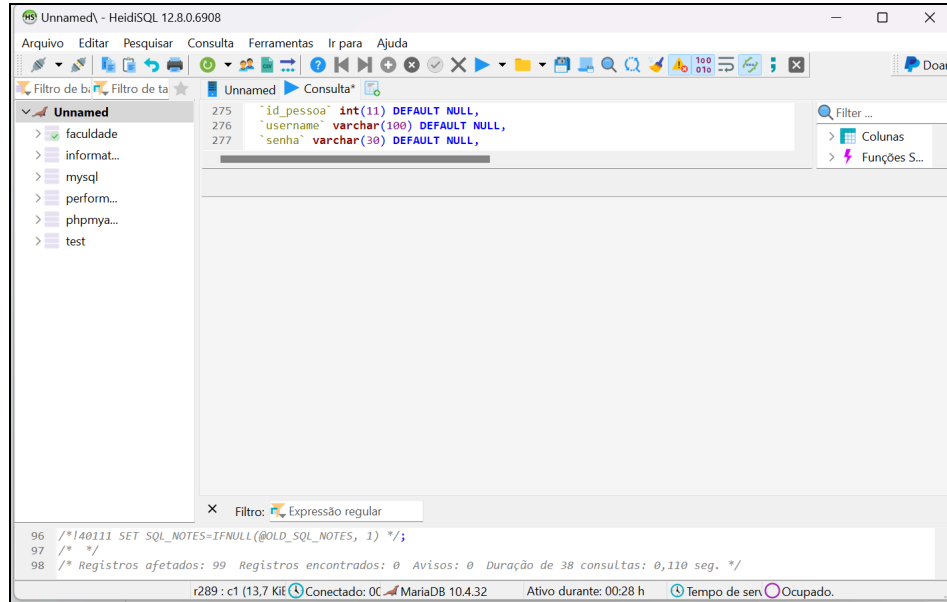 Unnamed\ - HeidiSQL 12.8.0.6908
Arquivo Editar Pesquisar Consulta Ferramentas Ir para Ajuda
Doar
Filtro de ba Filtro de ta
Unnamed Consulta*
Unnamed
faculdade
informat...
mysql
perform...
phpmya...
test
275 `id_pessoa` int(11) DEFAULT NULL,
276 `username` varchar(100) DEFAULT NULL,
277 `senha` varchar(30) DEFAULT NULL,
Filter ...
Colunas
Funções S...
Filtro: Expressão regular
96 /*!40111 SET SQL_NOTES=IFNULL(@OLD_SQL_NOTES, 1) */;
97 /* */
98 /* Registros afetados: 99 Registros encontrados: 0 Avisos: 0 Duração de 38 consultas: 0,110 seg. */
r289 : c1 (13,7 KiB Conectado: 00 MariaDB 10.4.32 Ativo durante: 00:28 h Tempo de serv Ocupado.